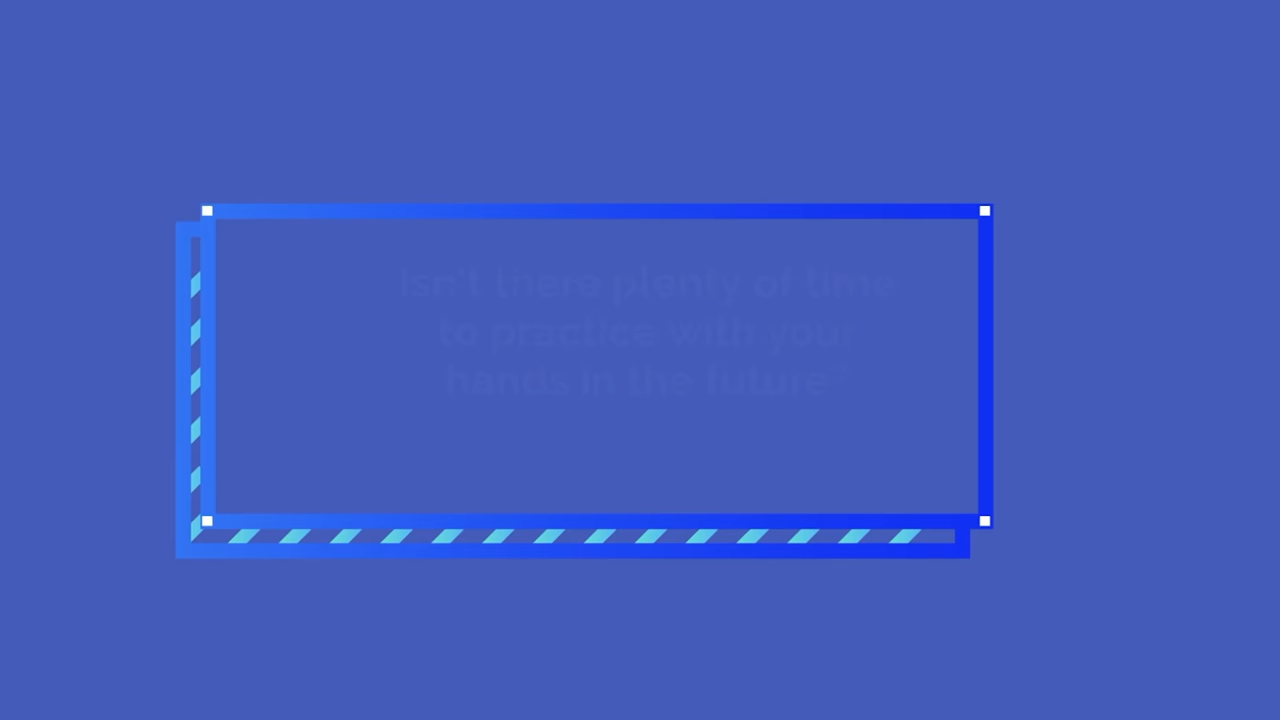 Isn't there plenty of time
to practice with your
hands in the future?